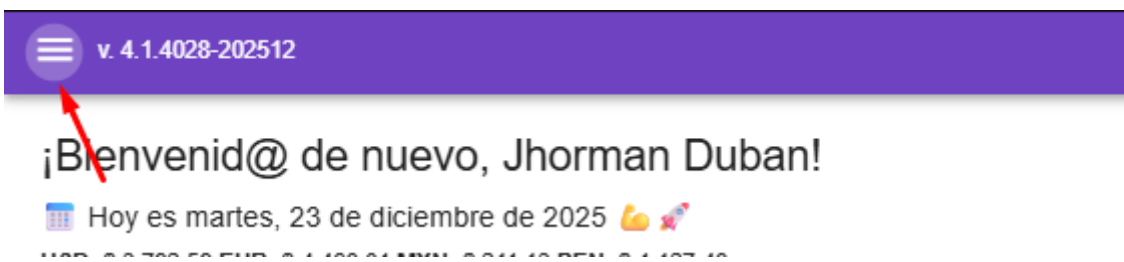 v. 4.1.4028-202512
¡Bienvenid@ de nuevo, Jhorman Duban!
🗓️ Hoy es martes, 23 de diciembre de 2025 💪 🚀